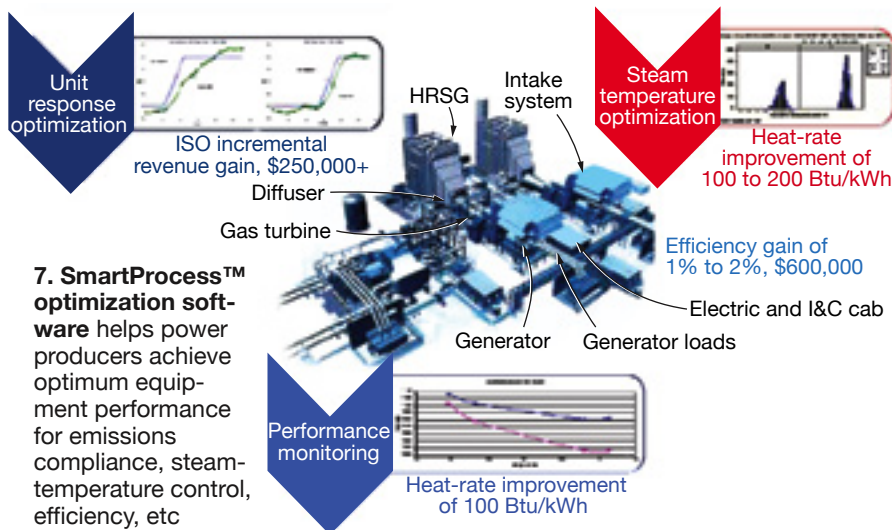 Unit
response
optimization
ISO incremental
revenue gain, $250,000+
HRSG
Intake
system
Steam
temperature
optimization
Heat-rate
improvement of
100 to 200 Btu/kWh
Diffuser
Gas turbine
Efficiency gain of
1% to 2%, $600,000
Electric and I&C cab
Generator
Generator loads
7. SmartProcess™
optimization soft-
ware helps power
producers achieve
optimum equip-
ment performance
for emissions
compliance, steam-
temperature control,
efficiency, etc
Performance
monitoring
Heat-rate improvement
of 100 Btu/kWh